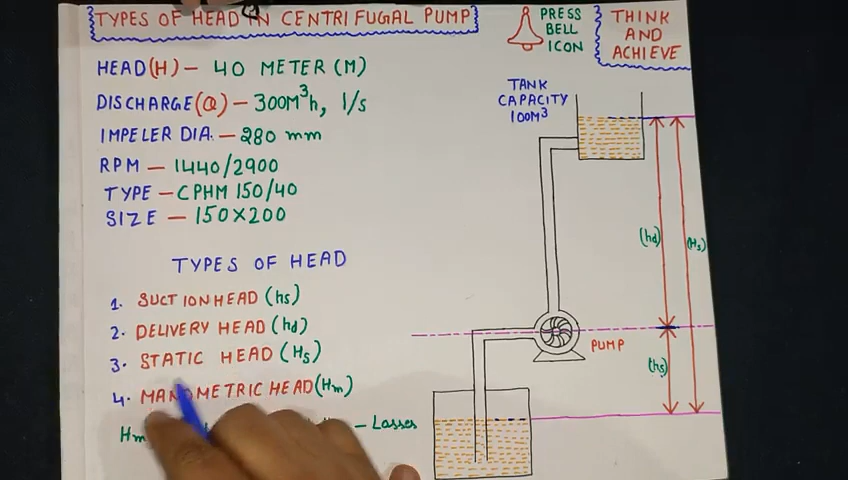 TYPES OF HEAD IN CENTRIFUGAL PUMP
PRESS
BELL
ICON
THINK
AND
ACHIEVE
HEAD(H) - 40 METER (M)
DISCHARGE(Q) - 300M³h, l/s
IMPELER DIA. - 280 mm
RPM - 1440/2900
TYPE - CPHM 150/40
SIZE - 150X200
TANK
CAPACITY
100M³
TYPES OF HEAD
1. SUCTION HEAD (hs)
2. DELIVERY HEAD (hd)
3. STATIC HEAD (Hs)
4. MANOMETRIC HEAD (Hm)
Hm - Losses
(hd)
(Hs)
PUMP
(hs)